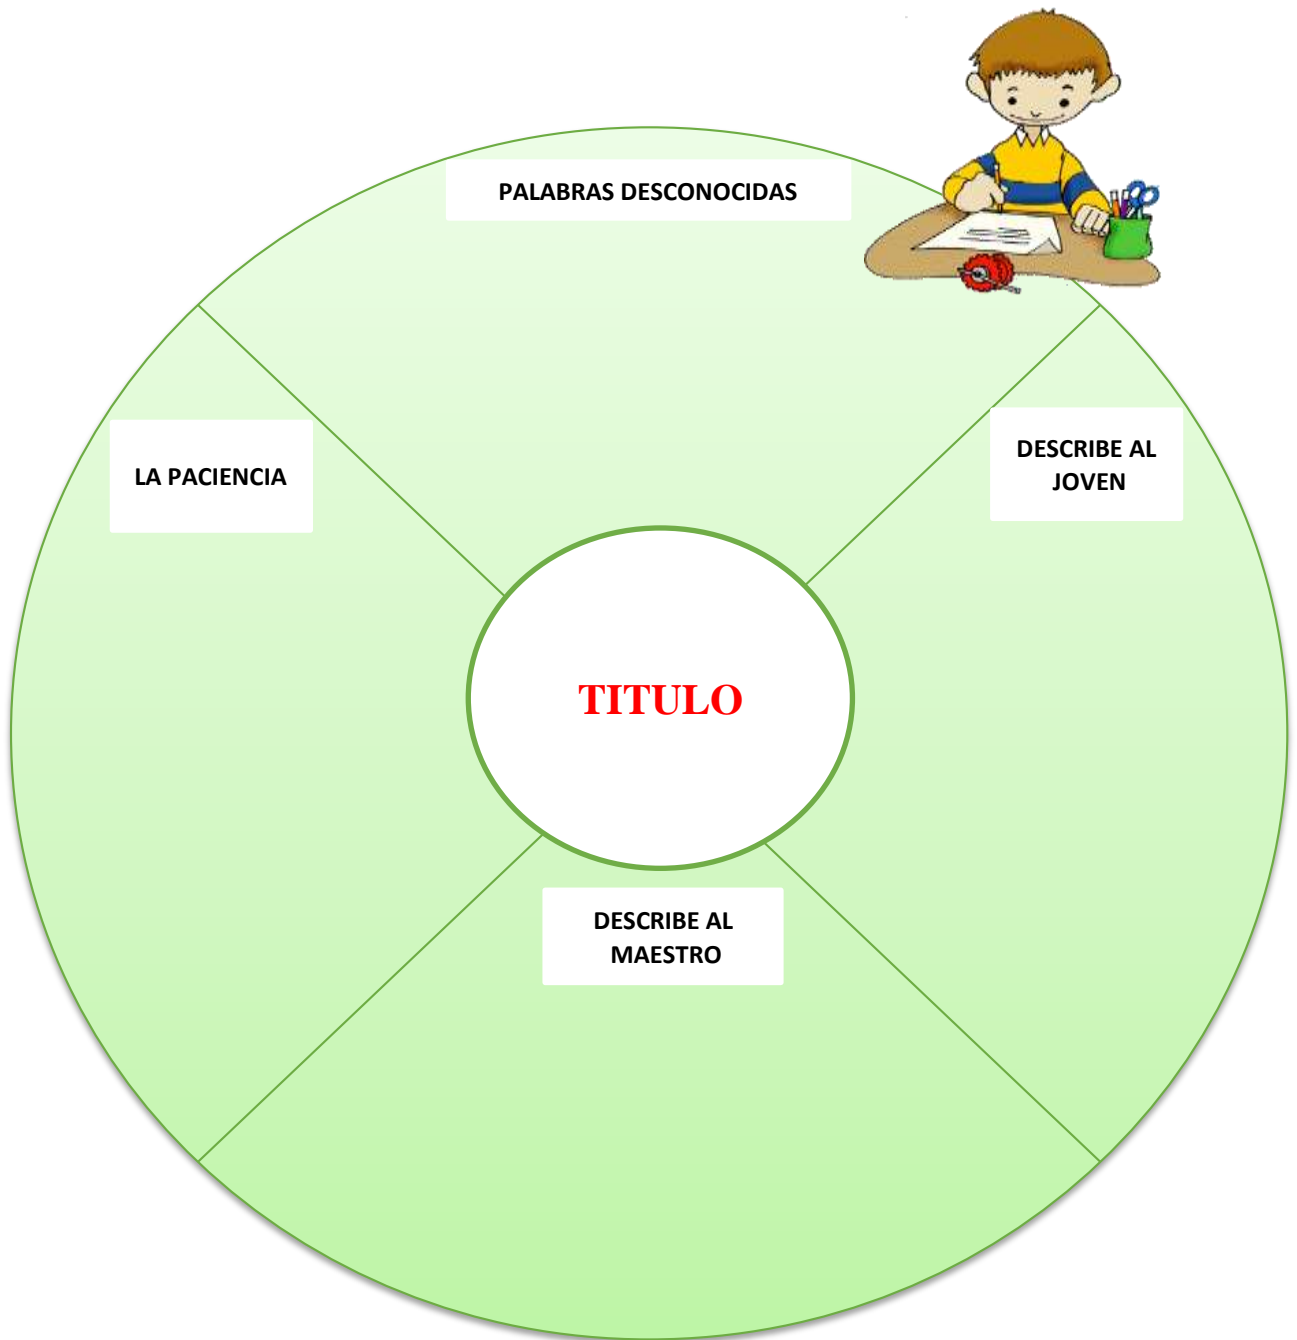 PALABRAS DESCONOCIDAS
LA PACIENCIA
DESCRIBE AL
JOVEN
TITULO
DESCRIBE AL
MAESTRO